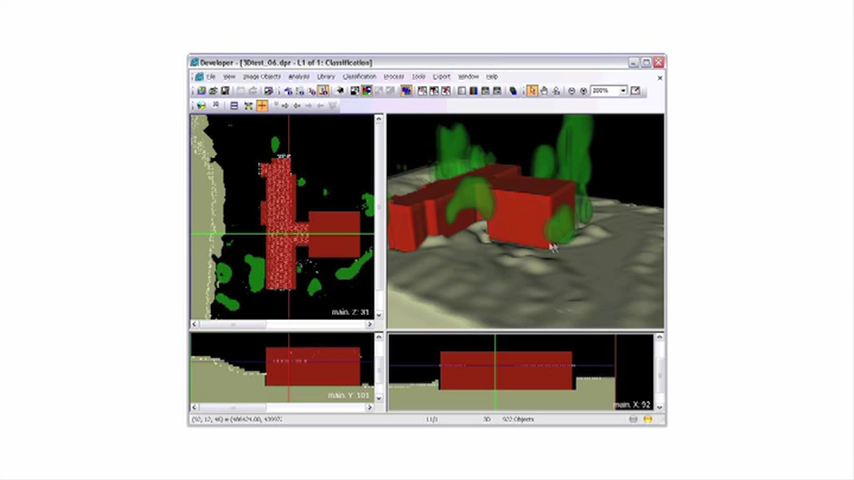 Developer - [3Dtest_06.dpr - L1 of 1: Classification]
File View Image Objects Analysis Library Classification Process Tools Export Window Help
200%
main. Z: 31
main. Y: 101
main. X: 92
1/1 3D 922 Objects